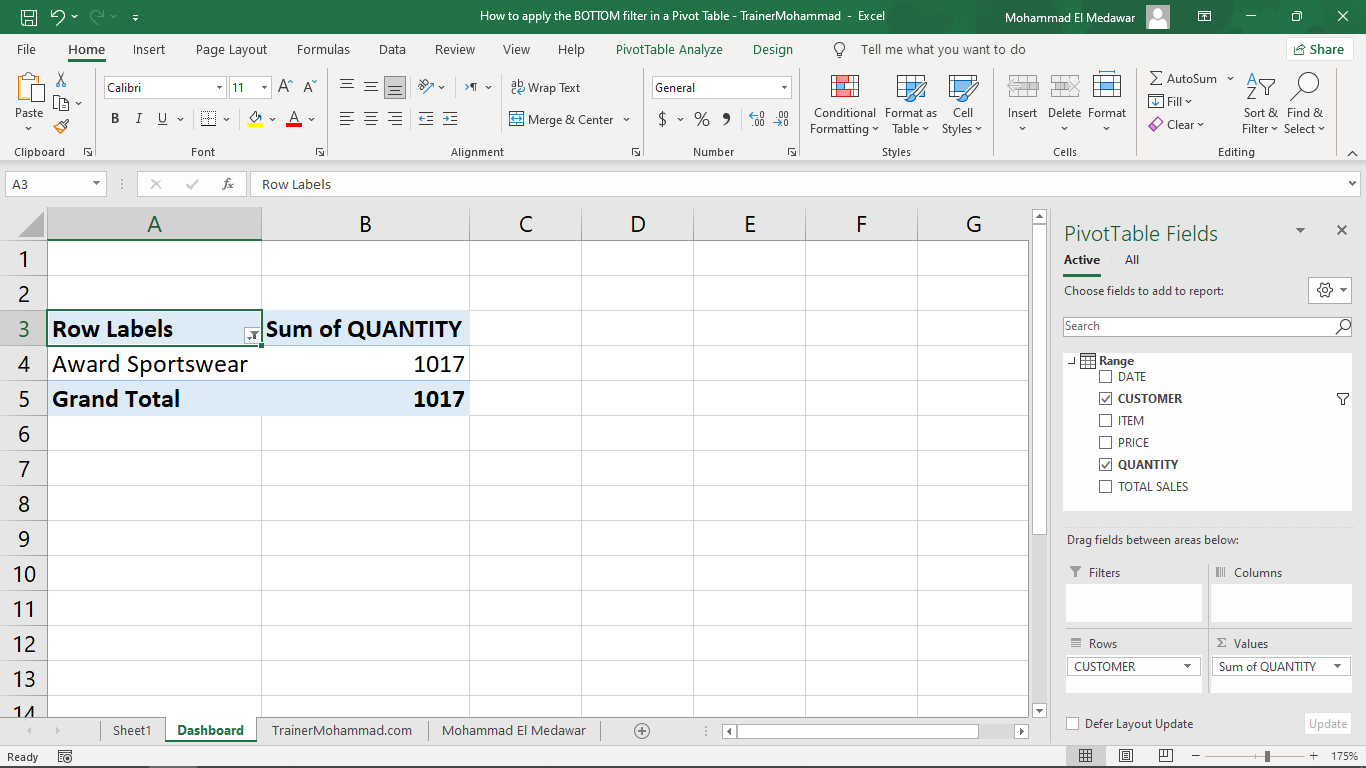 How to apply the BOTTOM filter in a Pivot Table - TrainerMohammad - Excel
Mohammad El Medawar
File Home Insert Page Layout Formulas Data Review View Help PivotTable Analyze Design Tell me what you want to do Share
Paste
Calibri 11
B I U A
Wrap Text
Merge & Center
General
$ %
Conditional Formatting
Format as Table
Cell Styles
Insert Delete Format
AutoSum
Fill
Clear
Sort & Filter
Find & Select
Clipboard Font Alignment Number Styles Cells Editing
A3 fx Row Labels
A B C D E F G
1
2
3 Row Labels Sum of QUANTITY
4 Award Sportswear 1017
5 Grand Total 1017
6
7
8
9
10
11
12
13
14
PivotTable Fields
Active All
Choose fields to add to report:
Search
Range
DATE
CUSTOMER
ITEM
PRICE
QUANTITY
TOTAL SALES
Drag fields between areas below:
Filters Columns
Rows Σ Values
CUSTOMER Sum of QUANTITY
Defer Layout Update Update
Sheet1 Dashboard TrainerMohammad.com Mohammad El Medawar
Ready 175%